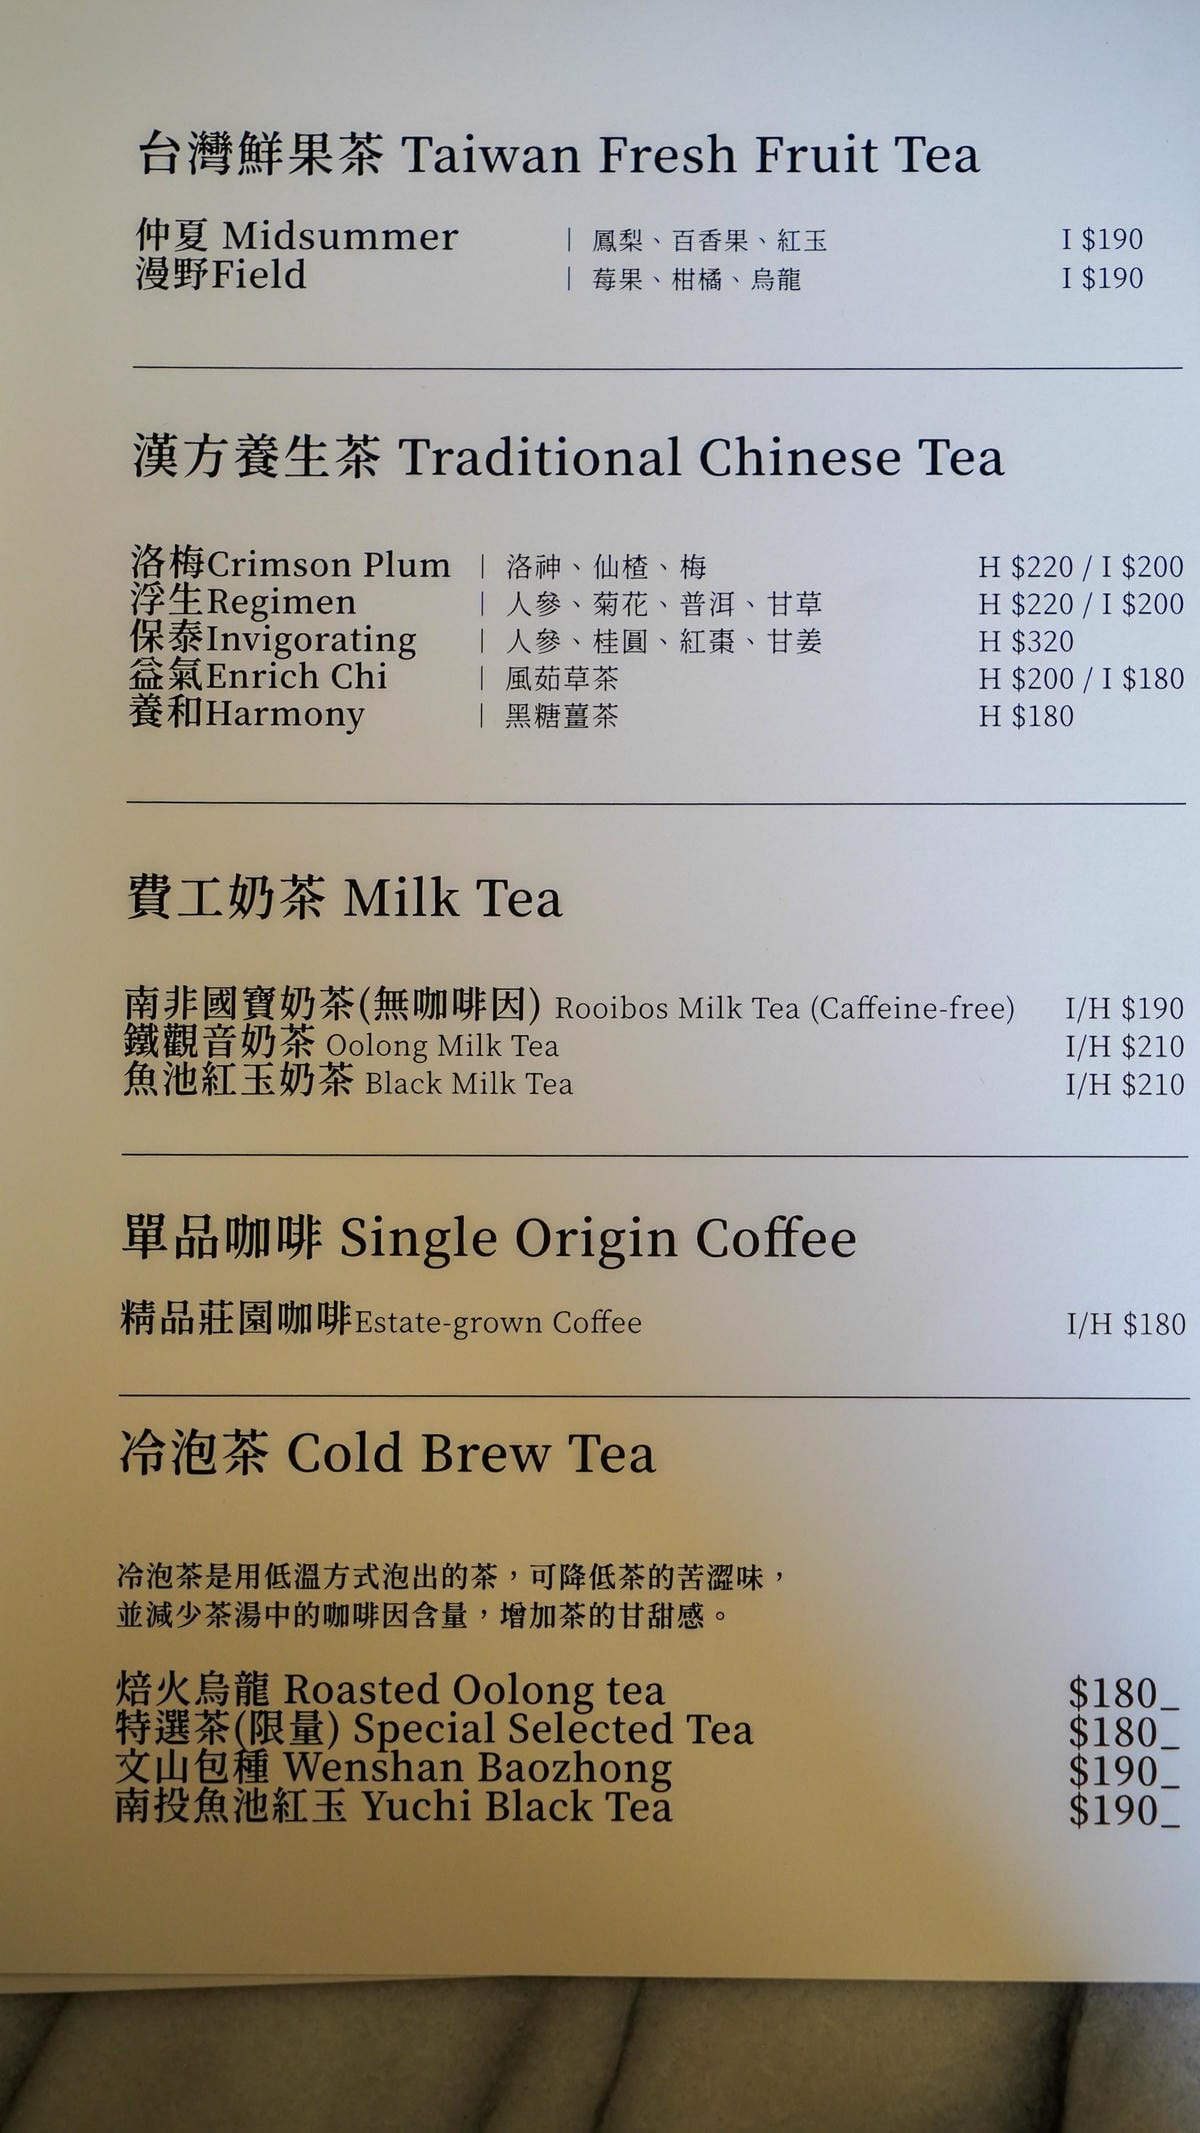 台灣鮮果茶 Taiwan Fresh Fruit Tea
仲夏 Midsummer | 鳳梨、百香果、紅玉 I $190
漫野Field | 莓果、柑橘、烏龍 I $190
漢方養生茶 Traditional Chinese Tea
洛梅Crimson Plum | 洛神、仙楂、梅 H $220 / I $200
浮生Regimen | 人參、菊花、普洱、甘草 H $220 / I $200
保泰Invigorating | 人參、桂圓、紅棗、甘姜 H $320
益氣Enrich Chi | 風茹草茶 H $200 / I $180
養和Harmony | 黑糖薑茶 H $180
費工奶茶 Milk Tea
南非國寶奶茶(無咖啡因) Rooibos Milk Tea (Caffeine-free) I/H $190
鐵觀音奶茶 Oolong Milk Tea I/H $210
魚池紅玉奶茶 Black Milk Tea I/H $210
單品咖啡 Single Origin Coffee
精品莊園咖啡Estate-grown Coffee I/H $180
冷泡茶 Cold Brew Tea
冷泡茶是用低溫方式泡出的茶，可降低茶的苦澀味，
並減少茶湯中的咖啡因含量，增加茶的甘甜感。
焙火烏龍 Roasted Oolong tea $180_
特選茶(限量) Special Selected Tea $180_
文山包種 Wenshan Baozhong $190_
南投魚池紅玉 Yuchi Black Tea $190_